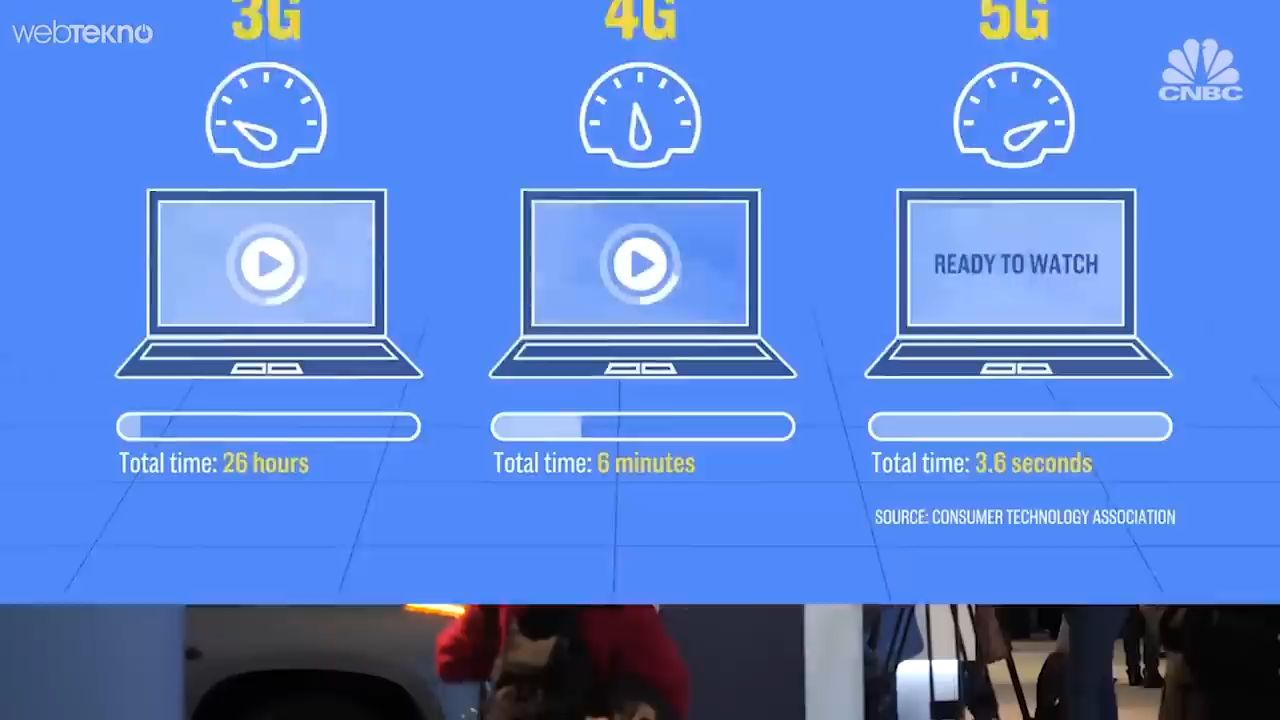 webTEKNO
3G
4G
5G
CNBC
READY TO WATCH
Total time: 26 hours
Total time: 6 minutes
Total time: 3.6 seconds
SOURCE: CONSUMER TECHNOLOGY ASSOCIATION